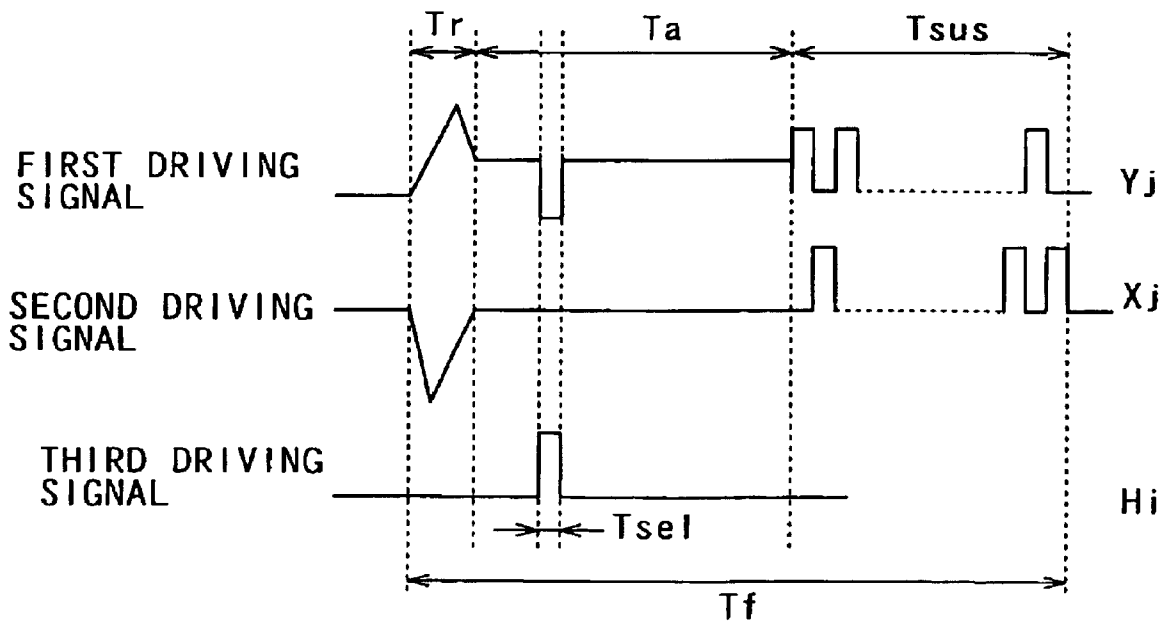 Tr Ta Tsus
FIRST DRIVING
SIGNAL
Yj
SECOND DRIVING
SIGNAL
Xj
THIRD DRIVING
SIGNAL
Hi
Tsel
Tf